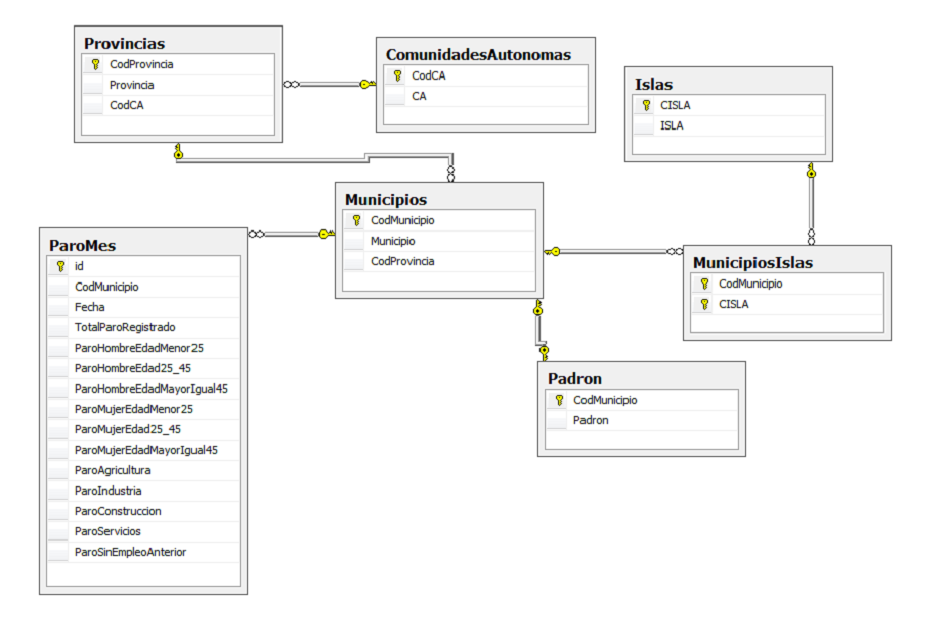 Provincias
CodProvincia
Provincia
CodCA
ComunidadesAutonomas
CodCA
CA
Islas
CISLA
ISLA
Municipios
CodMunicipio
Municipio
CodProvincia
ParoMes
id
CodMunicipio
Fecha
TotalParoRegistrado
ParoHombreEdadMenor25
ParoHombreEdad25_45
ParoHombreEdadMayorIgual45
ParoMujerEdadMenor25
ParoMujerEdad25_45
ParoMujerEdadMayorIgual45
ParoAgricultura
ParoIndustria
ParoConstruccion
ParoServicios
ParoSinEmpleoAnterior
MunicipiosIslas
CodMunicipio
CISLA
Padron
CodMunicipio
Padron